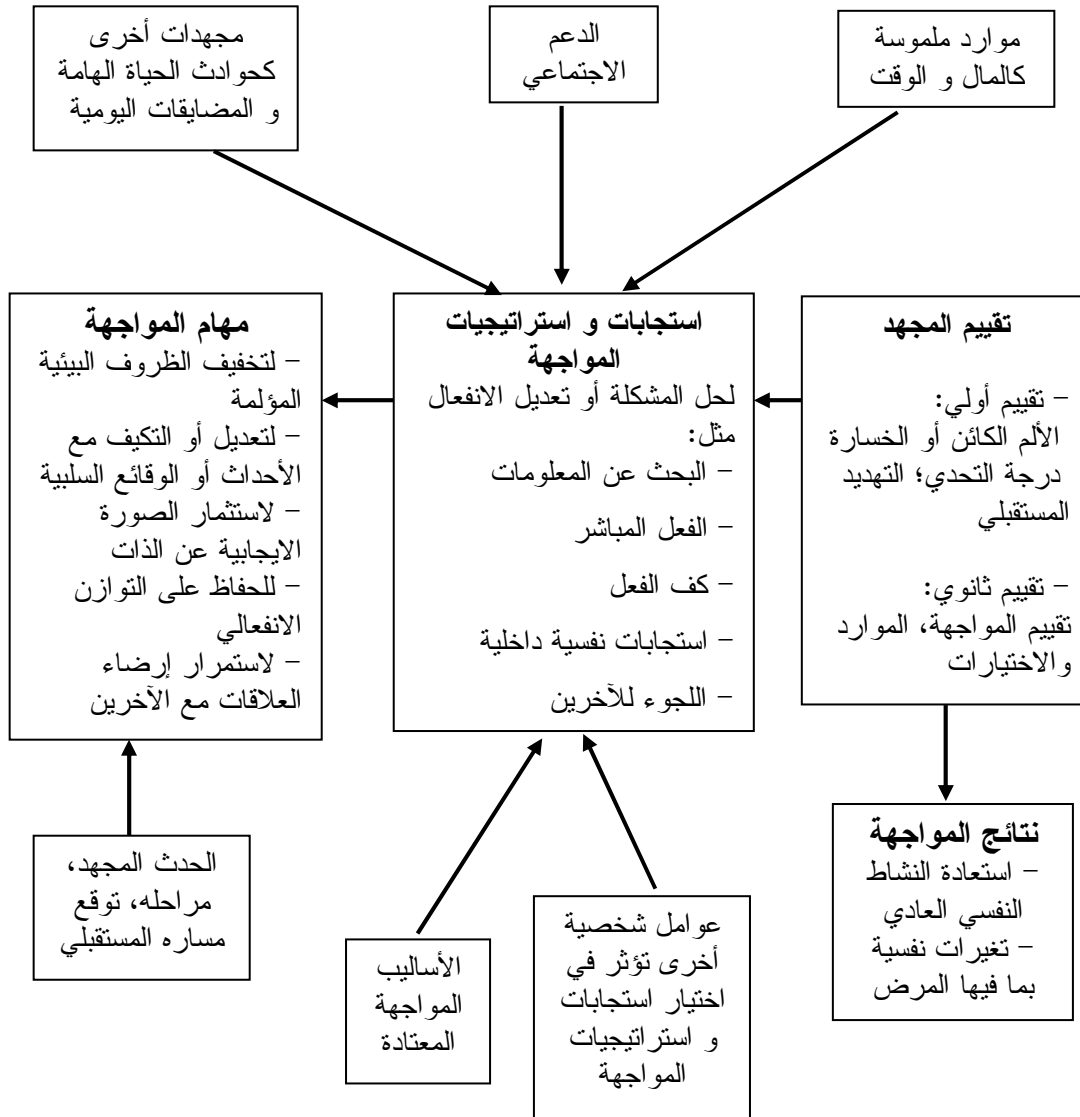 مجهدات أخرى
كحوادث الحياة الهامة
و المضايقات اليومية
الدعم
الاجتماعي
موارد ملموسة
كالمال و الوقت
مهام المواجهة
– لتخفيف الظروف البيئية
المؤلمة
– لتعديل أو التكيف مع
الأحداث أو الوقائع السلبية
– لاستثمار الصورة
الايجابية عن الذات
– للحفاظ على التوازن
الانفعالي
– لاستمرار إرضاء
العلاقات مع الآخرين
استجابات و استراتيجيات
المواجهة
لحل المشكلة أو تعديل الانفعال
مثل:
– البحث عن المعلومات
– الفعل المباشر
– كف الفعل
– استجابات نفسية داخلية
– اللجوء للآخرين
تقييم المجهد
– تقييم أولي:
الألم الكائن أو الخسارة
درجة التحدي؛ التهديد
المستقبلي
– تقييم ثانوي:
تقييم المواجهة، الموارد
والاختيارات
الحدث المجهد،
مراحله، توقع
مساره المستقبلي
الأساليب
المواجهة
المعتادة
عوامل شخصية
أخرى تؤثر في
اختيار استجابات
و استراتيجيات
المواجهة
نتائج المواجهة
– استعادة النشاط
النفسي العادي
– تغيرات نفسية
بما فيها المرض